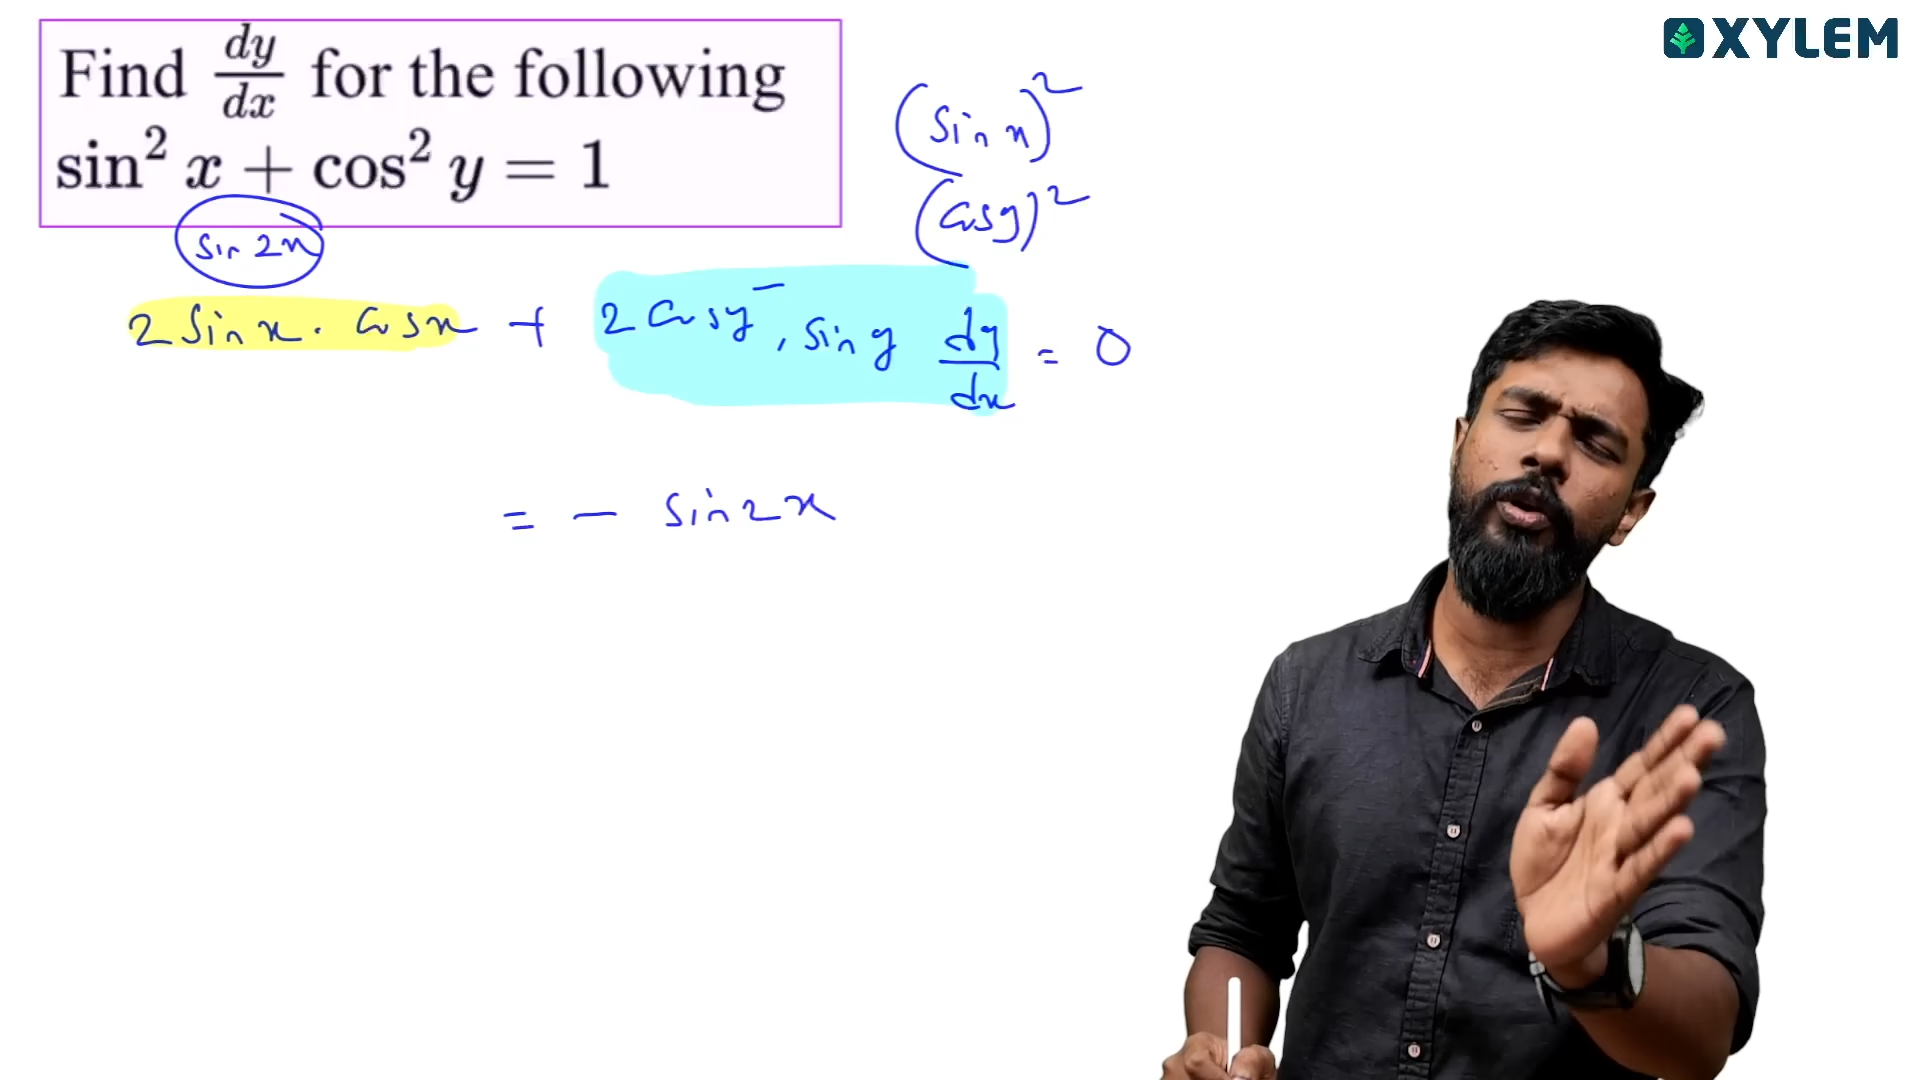 Find dy/dx for the following
sin² x + cos² y = 1
XYLEM
(sin x)²
(cos y)²
sin 2x
2 sin x . cos x + 2 cos y - . sin y dy/dx = 0
= - sin 2x